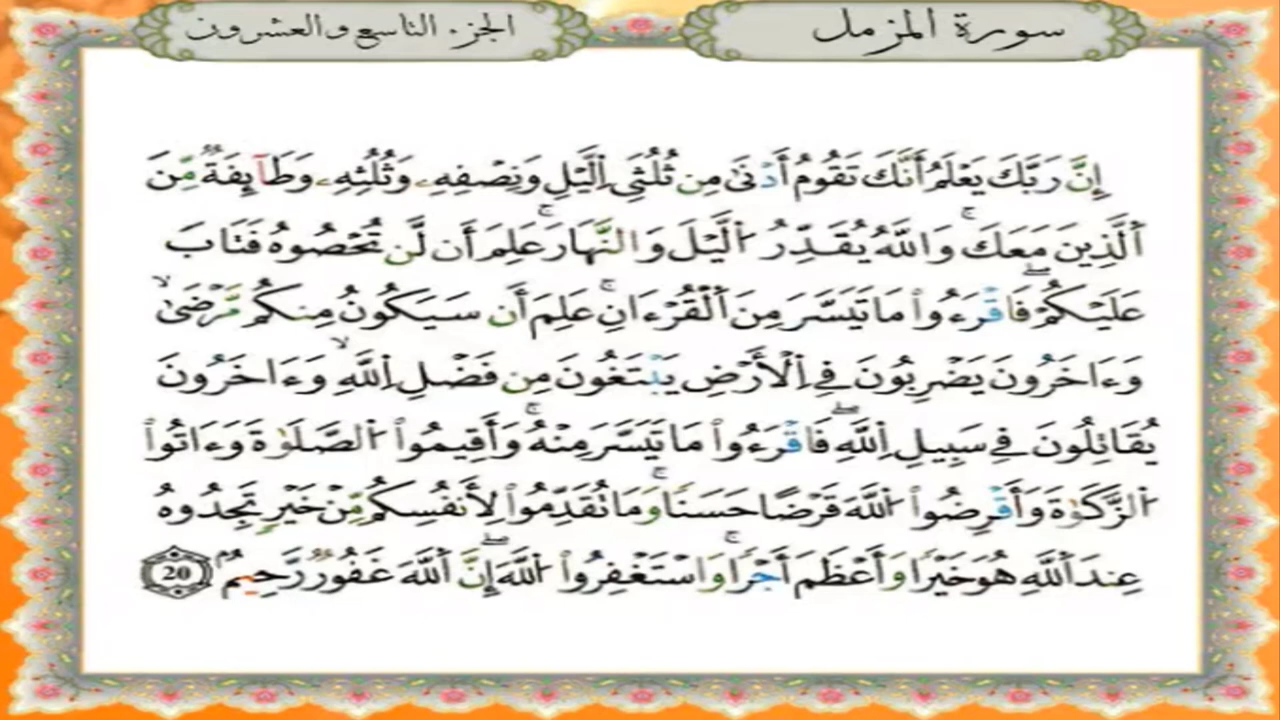 سورة المزمل
الجزء التاسع والعشرون
إِنَّ رَبَّكَ يَعْلَمُ أَنَّكَ تَقُومُ أَدْنَىٰ مِن ثُلُثَىِ ٱلَّيْلِ وَنِصْفِهِۦ وَثُلُثِهِۦ وَطَآئِفَةٌ مِّنَ
ٱلَّذِينَ مَعَكَ ۚ وَٱللَّهُ يُقَدِّرُ ٱلَّيْلَ وَٱلنَّهَارَ ۚ عَلِمَ أَن لَّن تُحْصُوهُ فَتَابَ
عَلَيْكُمْ ۖ فَٱقْرَءُوا۟ مَا تَيَسَّرَ مِنَ ٱلْقُرْءَانِ ۚ عَلِمَ أَن سَيَكُونُ مِنكُم مَّرْضَىٰ ۙ
وَءَاخَرُونَ يَضْرِبُونَ فِى ٱلْأَرْضِ يَبْتَغُونَ مِن فَضْلِ ٱللَّهِ ۙ وَءَاخَرُونَ
يُقَاتِلُونَ فِى سَبِيلِ ٱللَّهِ ۖ فَٱقْرَءُوا۟ مَا تَيَسَّرَ مِنْهُ ۚ وَأَقِيمُوا۟ ٱلصَّلَوٰةَ وَءَاتُوا۟
ٱلزَّكَوٰةَ وَأَقْرِضُوا۟ ٱللَّهَ قَرْضًا حَسَنًا ۚ وَمَا تُقَدِّمُوا۟ لِأَنفُسِكُم مِّنْ خَيْرٍ تَجِدُوهُ
عِندَ ٱللَّهِ هُوَ خَيْرًا وَأَعْظَمَ أَجْرًا ۚ وَٱسْتَغْفِرُوا۟ ٱللَّهَ ۖ إِنَّ ٱللَّهَ غَفُورٌ رَّحِيمٌۢ 20